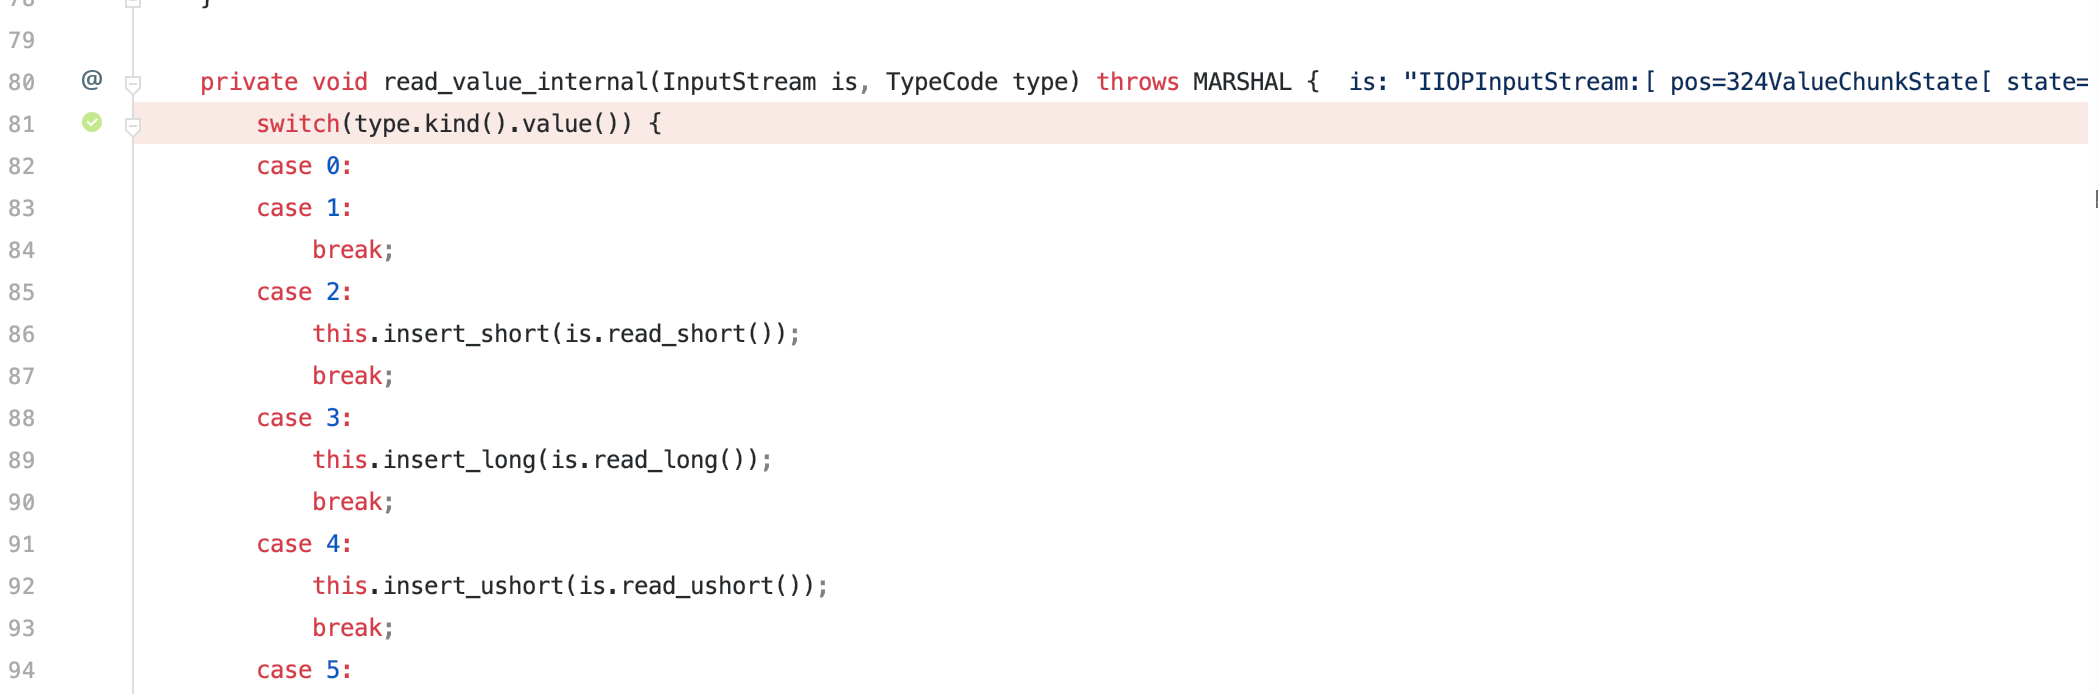 78 }
79
80 @ private void read_value_internal(InputStream is, TypeCode type) throws MARSHAL { is: "IIOPInputStream:[ pos=324ValueChunkState[ state=
81 switch(type.kind().value()) {
82 case 0:
83 case 1:
84 break;
85 case 2:
86 this.insert_short(is.read_short());
87 break;
88 case 3:
89 this.insert_long(is.read_long());
90 break;
91 case 4:
92 this.insert_ushort(is.read_ushort());
93 break;
94 case 5: